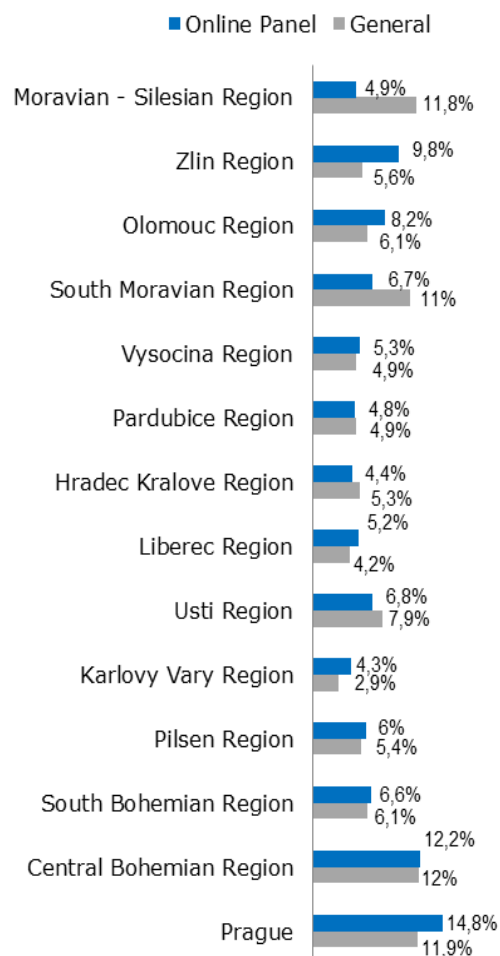 Online Panel General
Moravian - Silesian Region
4,9%
11,8%
Zlin Region
9,8%
5,6%
Olomouc Region
8,2%
6,1%
South Moravian Region
6,7%
11%
Vysocina Region
5,3%
4,9%
Pardubice Region
4,8%
4,9%
Hradec Kralove Region
4,4%
5,3%
Liberec Region
5,2%
4,2%
Usti Region
6,8%
7,9%
Karlovy Vary Region
4,3%
2,9%
Pilsen Region
6%
5,4%
South Bohemian Region
6,6%
6,1%
Central Bohemian Region
12,2%
12%
Prague
14,8%
11,9%